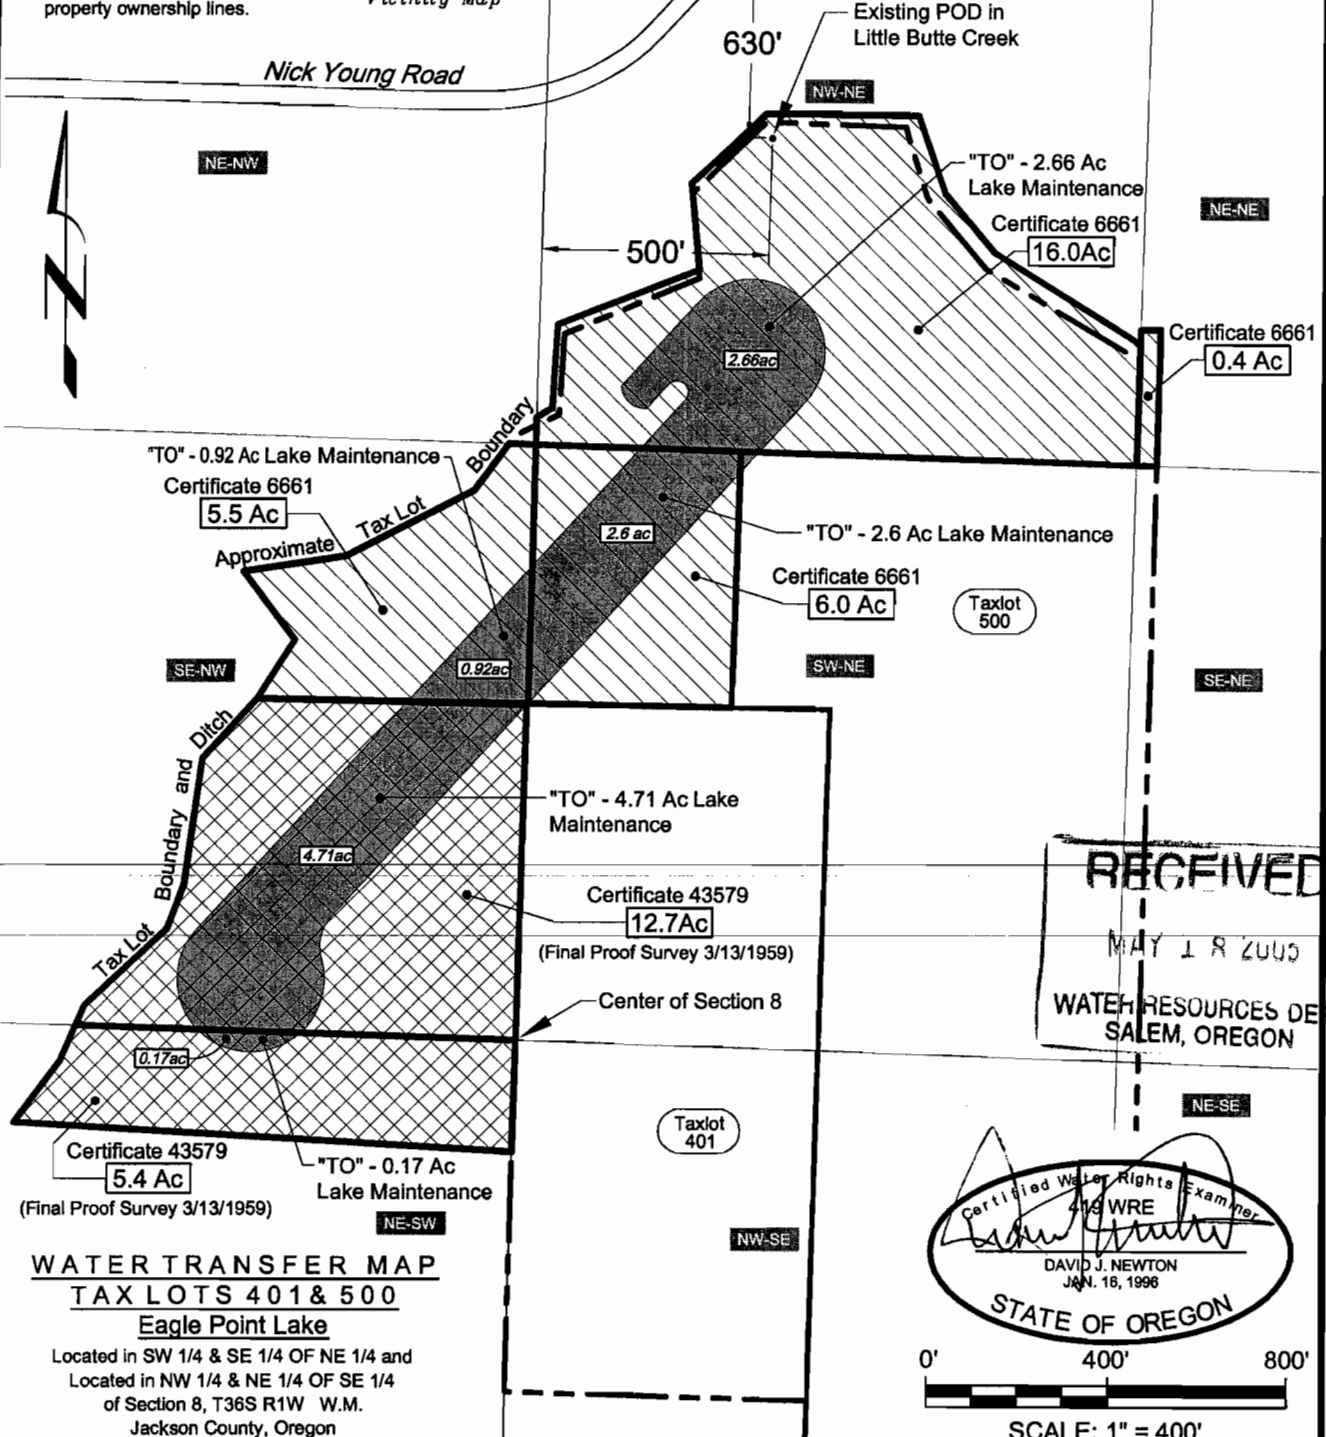 property ownership lines.
Vicinity Map
Existing POD in
Little Butte Creek
630'
Nick Young Road
NW-NE
NE-NW
"TO" - 2.66 Ac
Lake Maintenance
NE-NE
Certificate 6661
16.0Ac
500'
N
Certificate 6661
0.4 Ac
2.66ac
Boundary
"TO" - 0.92 Ac Lake Maintenance
Certificate 6661
5.5 Ac
Tax Lot
Approximate
2.6 ac
"TO" - 2.6 Ac Lake Maintenance
Certificate 6661
6.0 Ac
Taxlot
500
SE-NW
0.92ac
SW-NE
SE-NE
Ditch
and
Boundary
Tax Lot
"TO" - 4.71 Ac Lake
Maintenance
4.71ac
Certificate 43579
12.7Ac
(Final Proof Survey 3/13/1959)
RECEIVED
MAY 18 2005
WATER RESOURCES DE
SALEM, OREGON
Center of Section 8
0.17ac
NE-SE
Taxlot
401
Certificate 43579
5.4 Ac
(Final Proof Survey 3/13/1959)
"TO" - 0.17 Ac
Lake Maintenance
NE-SW
NW-SE
Certified Water Rights Examiner
419 WRE
DAVID J. NEWTON
JAN. 16, 1996
STATE OF OREGON
WATER TRANSFER MAP
TAX LOTS 401 & 500
Eagle Point Lake
Located in SW 1/4 & SE 1/4 OF NE 1/4 and
Located in NW 1/4 & NE 1/4 OF SE 1/4
of Section 8, T36S R1W W.M.
Jackson County, Oregon
0' 400' 800'
SCALE: 1" = 400'